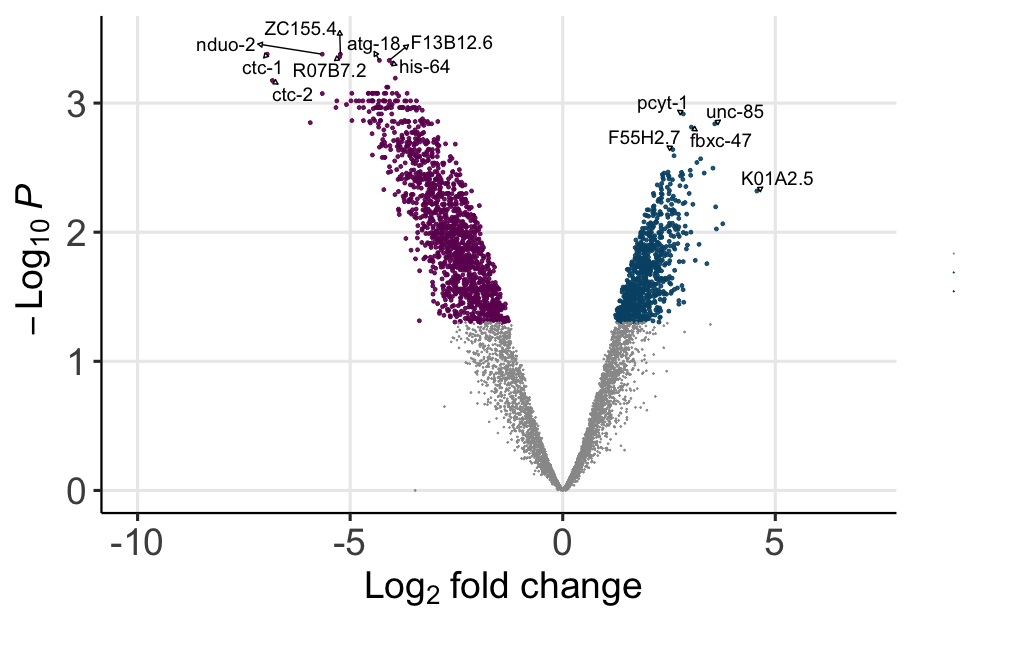 ZC155.4
nduo-2
atg-18
F13B12.6
ctc-1
R07B7.2
his-64
ctc-2
pcyt-1
unc-85
F55H2.7
fbxc-47
K01A2.5
3
2
1
0
−Log10 P
-10
-5
0
5
Log2 fold change